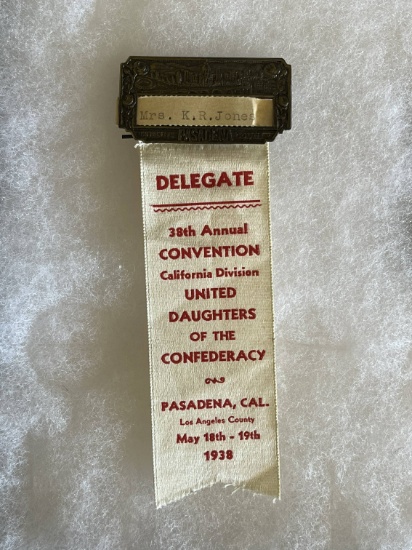 Mrs. K.R.Jones
DELEGATE
38th Annual
CONVENTION
California Division
UNITED
DAUGHTERS
OF THE
CONFEDERACY
PASADENA, CAL.
Los Angeles County
May 18th - 19th
1938